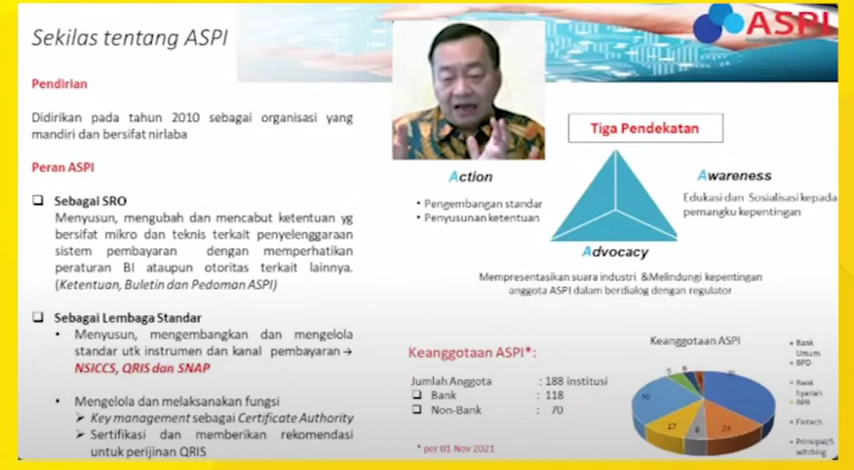 Sekilas tentang ASPI
ASPI
Pendirian
Didirikan pada tahun 2010 sebagai organisasi yang
mandiri dan bersifat nirlaba
Peran ASPI
Sebagai SRO
Menyusun, mengubah dan mencabut ketentuan yg
bersifat mikro dan teknis terkait penyelenggaraan
sistem pembayaran dengan memperhatikan
peraturan BI ataupun otoritas terkait lainnya.
(Ketentuan, Buletin dan Pedoman ASPI)
Sebagai Lembaga Standar
• Menyusun, mengembangkan dan mengelola
standar utk instrumen dan kanal pembayaran →
NSICCS, QRIS dan SNAP
• Mengelola dan melaksanakan fungsi
➢ Key management sebagai Certificate Authority
➢ Sertifikasi dan memberikan rekomendasi
untuk perijinan QRIS
Tiga Pendekatan
Action
• Pengembangan standar
• Penyusunan ketentuan
Awareness
Edukasi dan Sosialisasi kepada
pemangku kepentingan
Advocacy
Mempresentasikan suara industri &Melindungi kepentingan
anggota ASPI dalam berdialog dengan regulator
Keanggotaan ASPI*:
Jumlah Anggota : 188 institusi
Bank : 118
Non-Bank : 70
* per 01 Nov 2021
Keanggotaan ASPI
50
17
8
23
Bank
Umum
BPD
Bank
Syariah
BPR
Fintech
Principal/S
witching